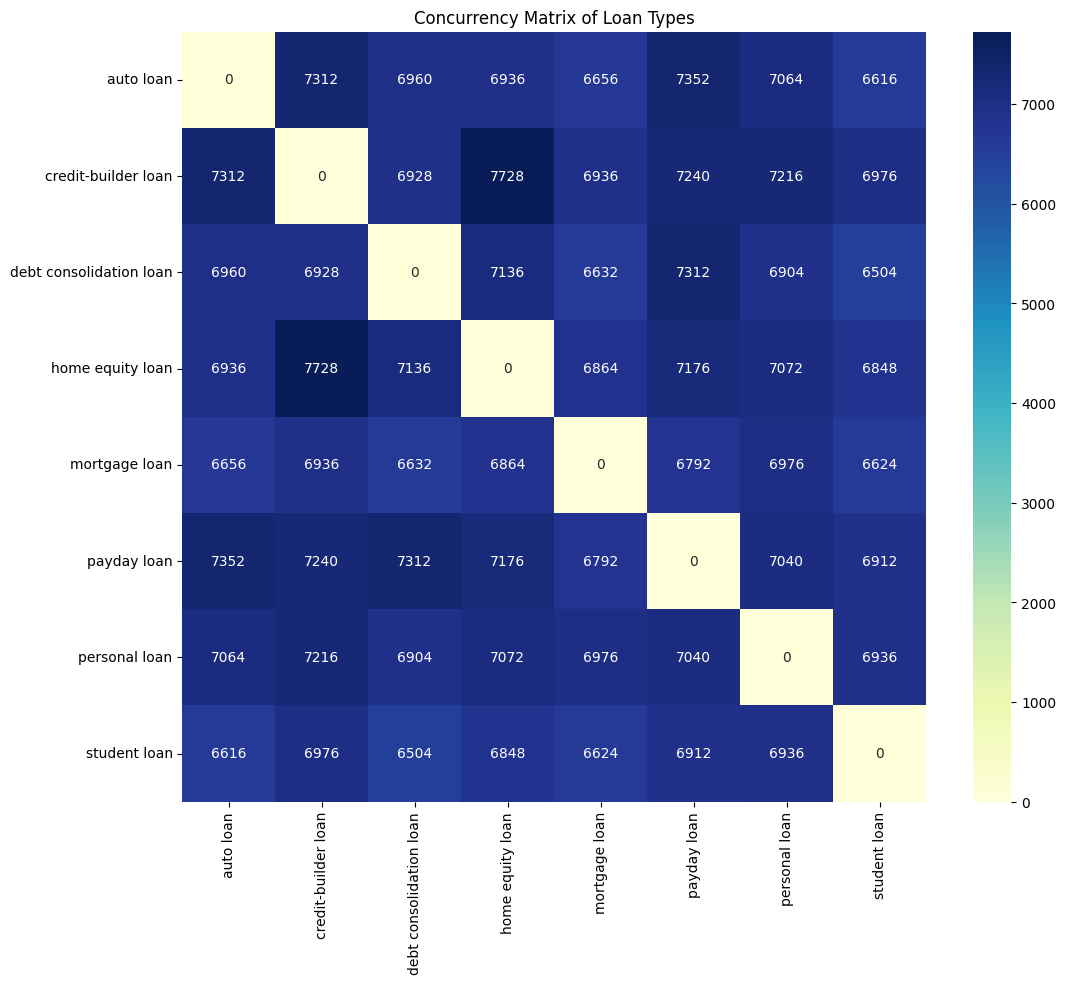 Concurrency Matrix of Loan Types
auto loan 0 7312 6960 6936 6656 7352 7064 6616
credit-builder loan 7312 0 6928 7728 6936 7240 7216 6976
debt consolidation loan 6960 6928 0 7136 6632 7312 6904 6504
home equity loan 6936 7728 7136 0 6864 7176 7072 6848
mortgage loan 6656 6936 6632 6864 0 6792 6976 6624
payday loan 7352 7240 7312 7176 6792 0 7040 6912
personal loan 7064 7216 6904 7072 6976 7040 0 6936
student loan 6616 6976 6504 6848 6624 6912 6936 0
auto loan
credit-builder loan
debt consolidation loan
home equity loan
mortgage loan
payday loan
personal loan
student loan
7000
6000
5000
4000
3000
2000
1000
0